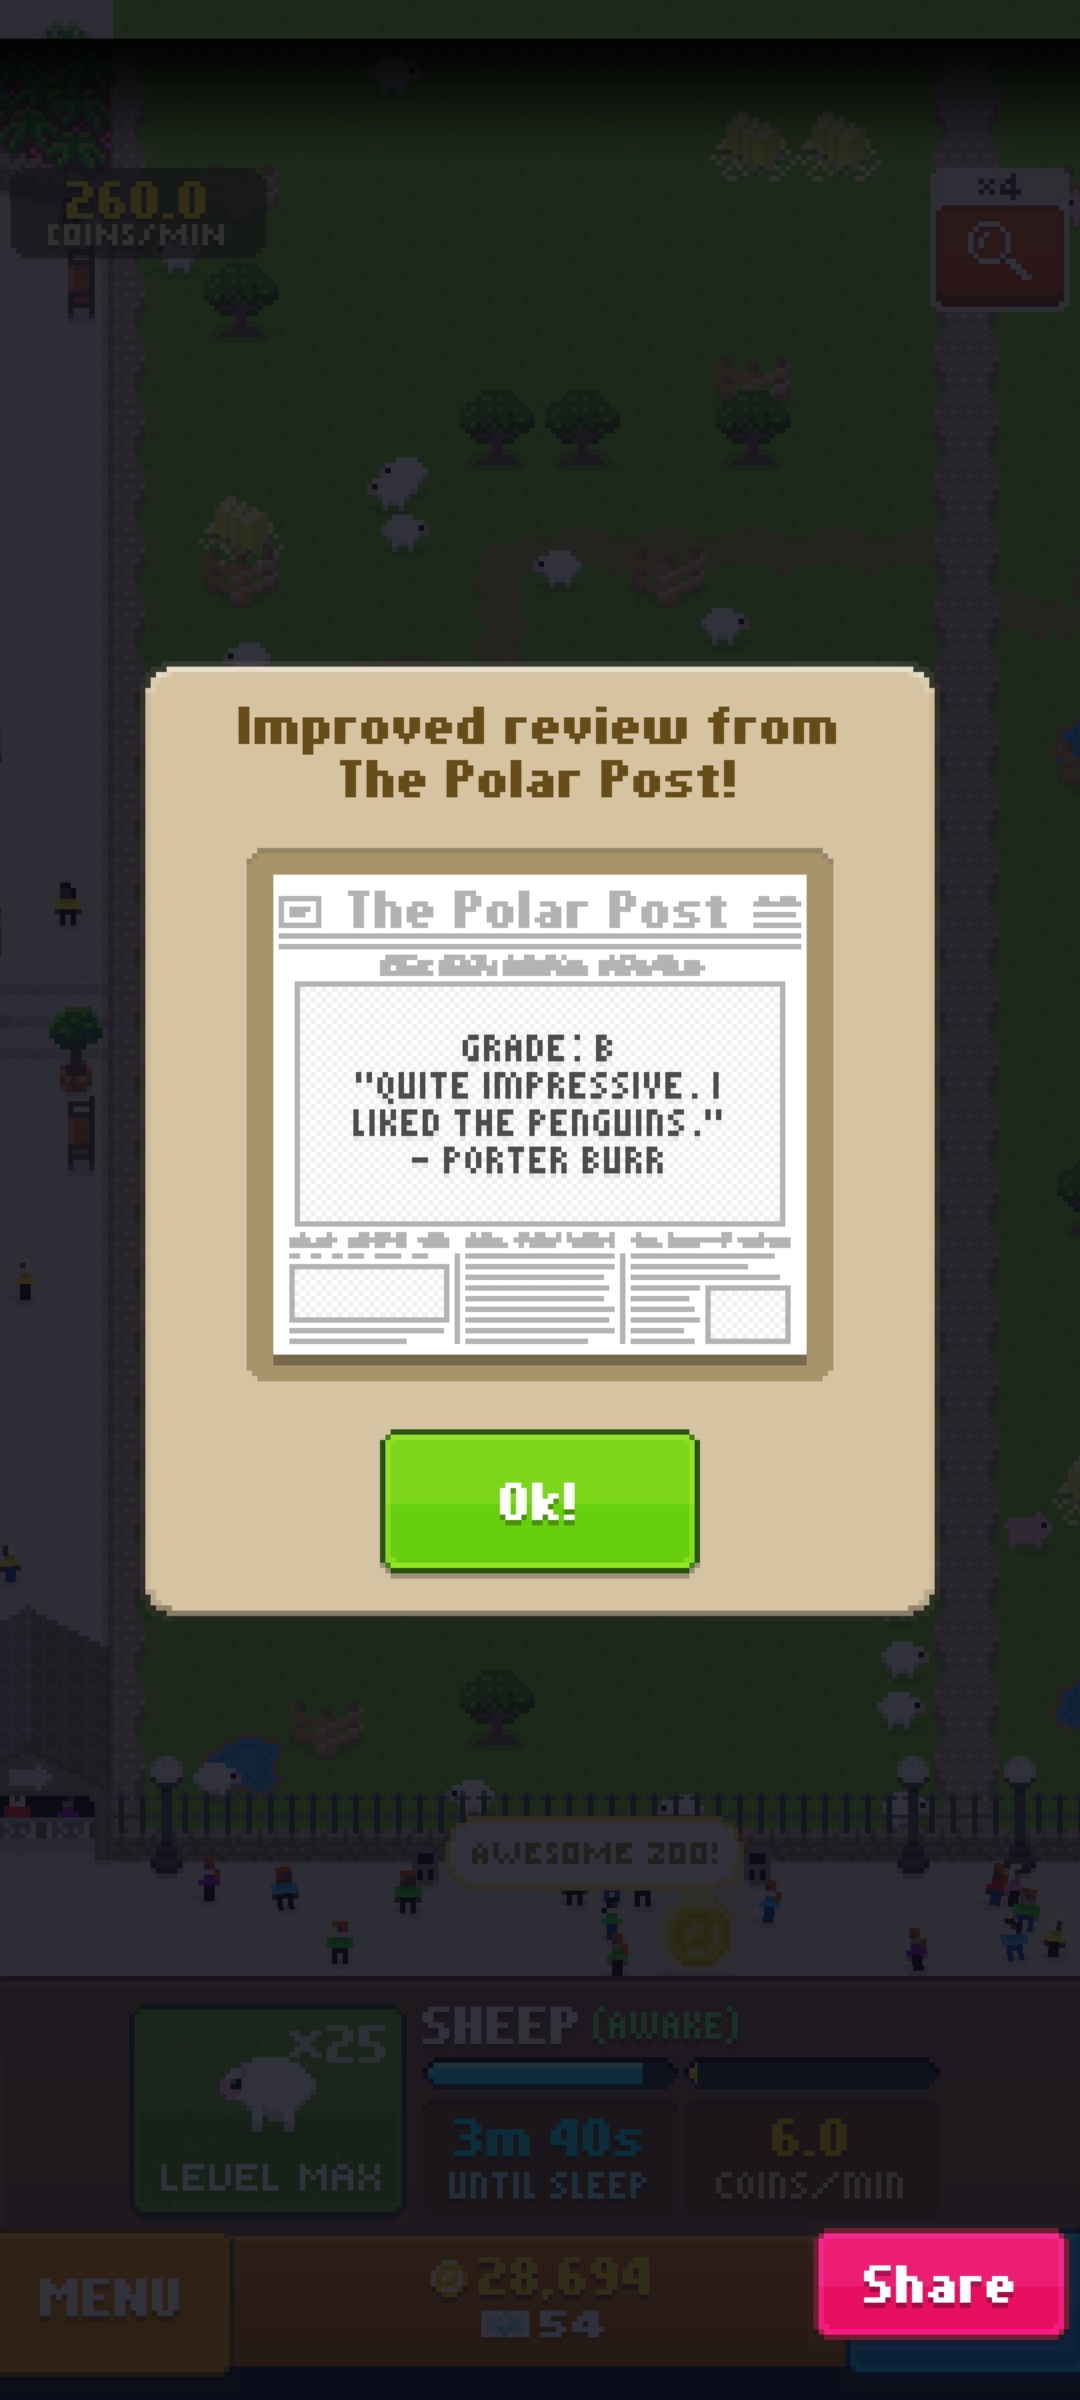 260.0
COINS/MIN
×4
Improved review from
The Polar Post!
The Polar Post
GRADE: B
"QUITE IMPRESSIVE. I
LIKED THE PENGUINS."
- PORTER BURR
Ok!
AWESOME ZOO!
x25
LEVEL MAX
SHEEP (AWAKE)
3m 40s
UNTIL SLEEP
6.0
COINS/MIN
MENU
28,694
54
Share